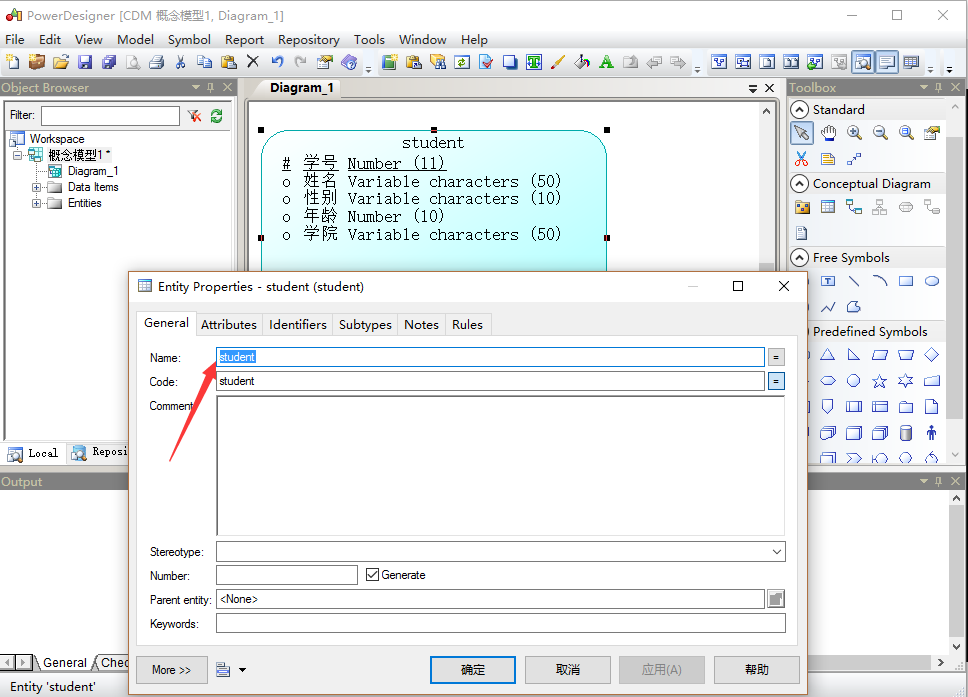 PowerDesigner [CDM 概念模型1, Diagram_1]
File Edit View Model Symbol Report Repository Tools Window Help
Object Browser
Filter:
Workspace
概念模型1 *
Diagram_1
Data Items
Entities
Local
Reposi
Diagram_1
student
# 学号 Number (11)
o 姓名 Variable characters (50)
o 性别 Variable characters (10)
o 年龄 Number (10)
o 学院 Variable characters (50)
Toolbox
Standard
Conceptual Diagram
Free Symbols
Predefined Symbols
Entity Properties - student (student)
General Attributes Identifiers Subtypes Notes Rules
Name: student =
Code: student =
Comment
Stereotype:
Number: Generate
Parent entity: <None>
Keywords:
More >> 确定 取消 应用(A) 帮助
Output
General Chec
Entity 'student'